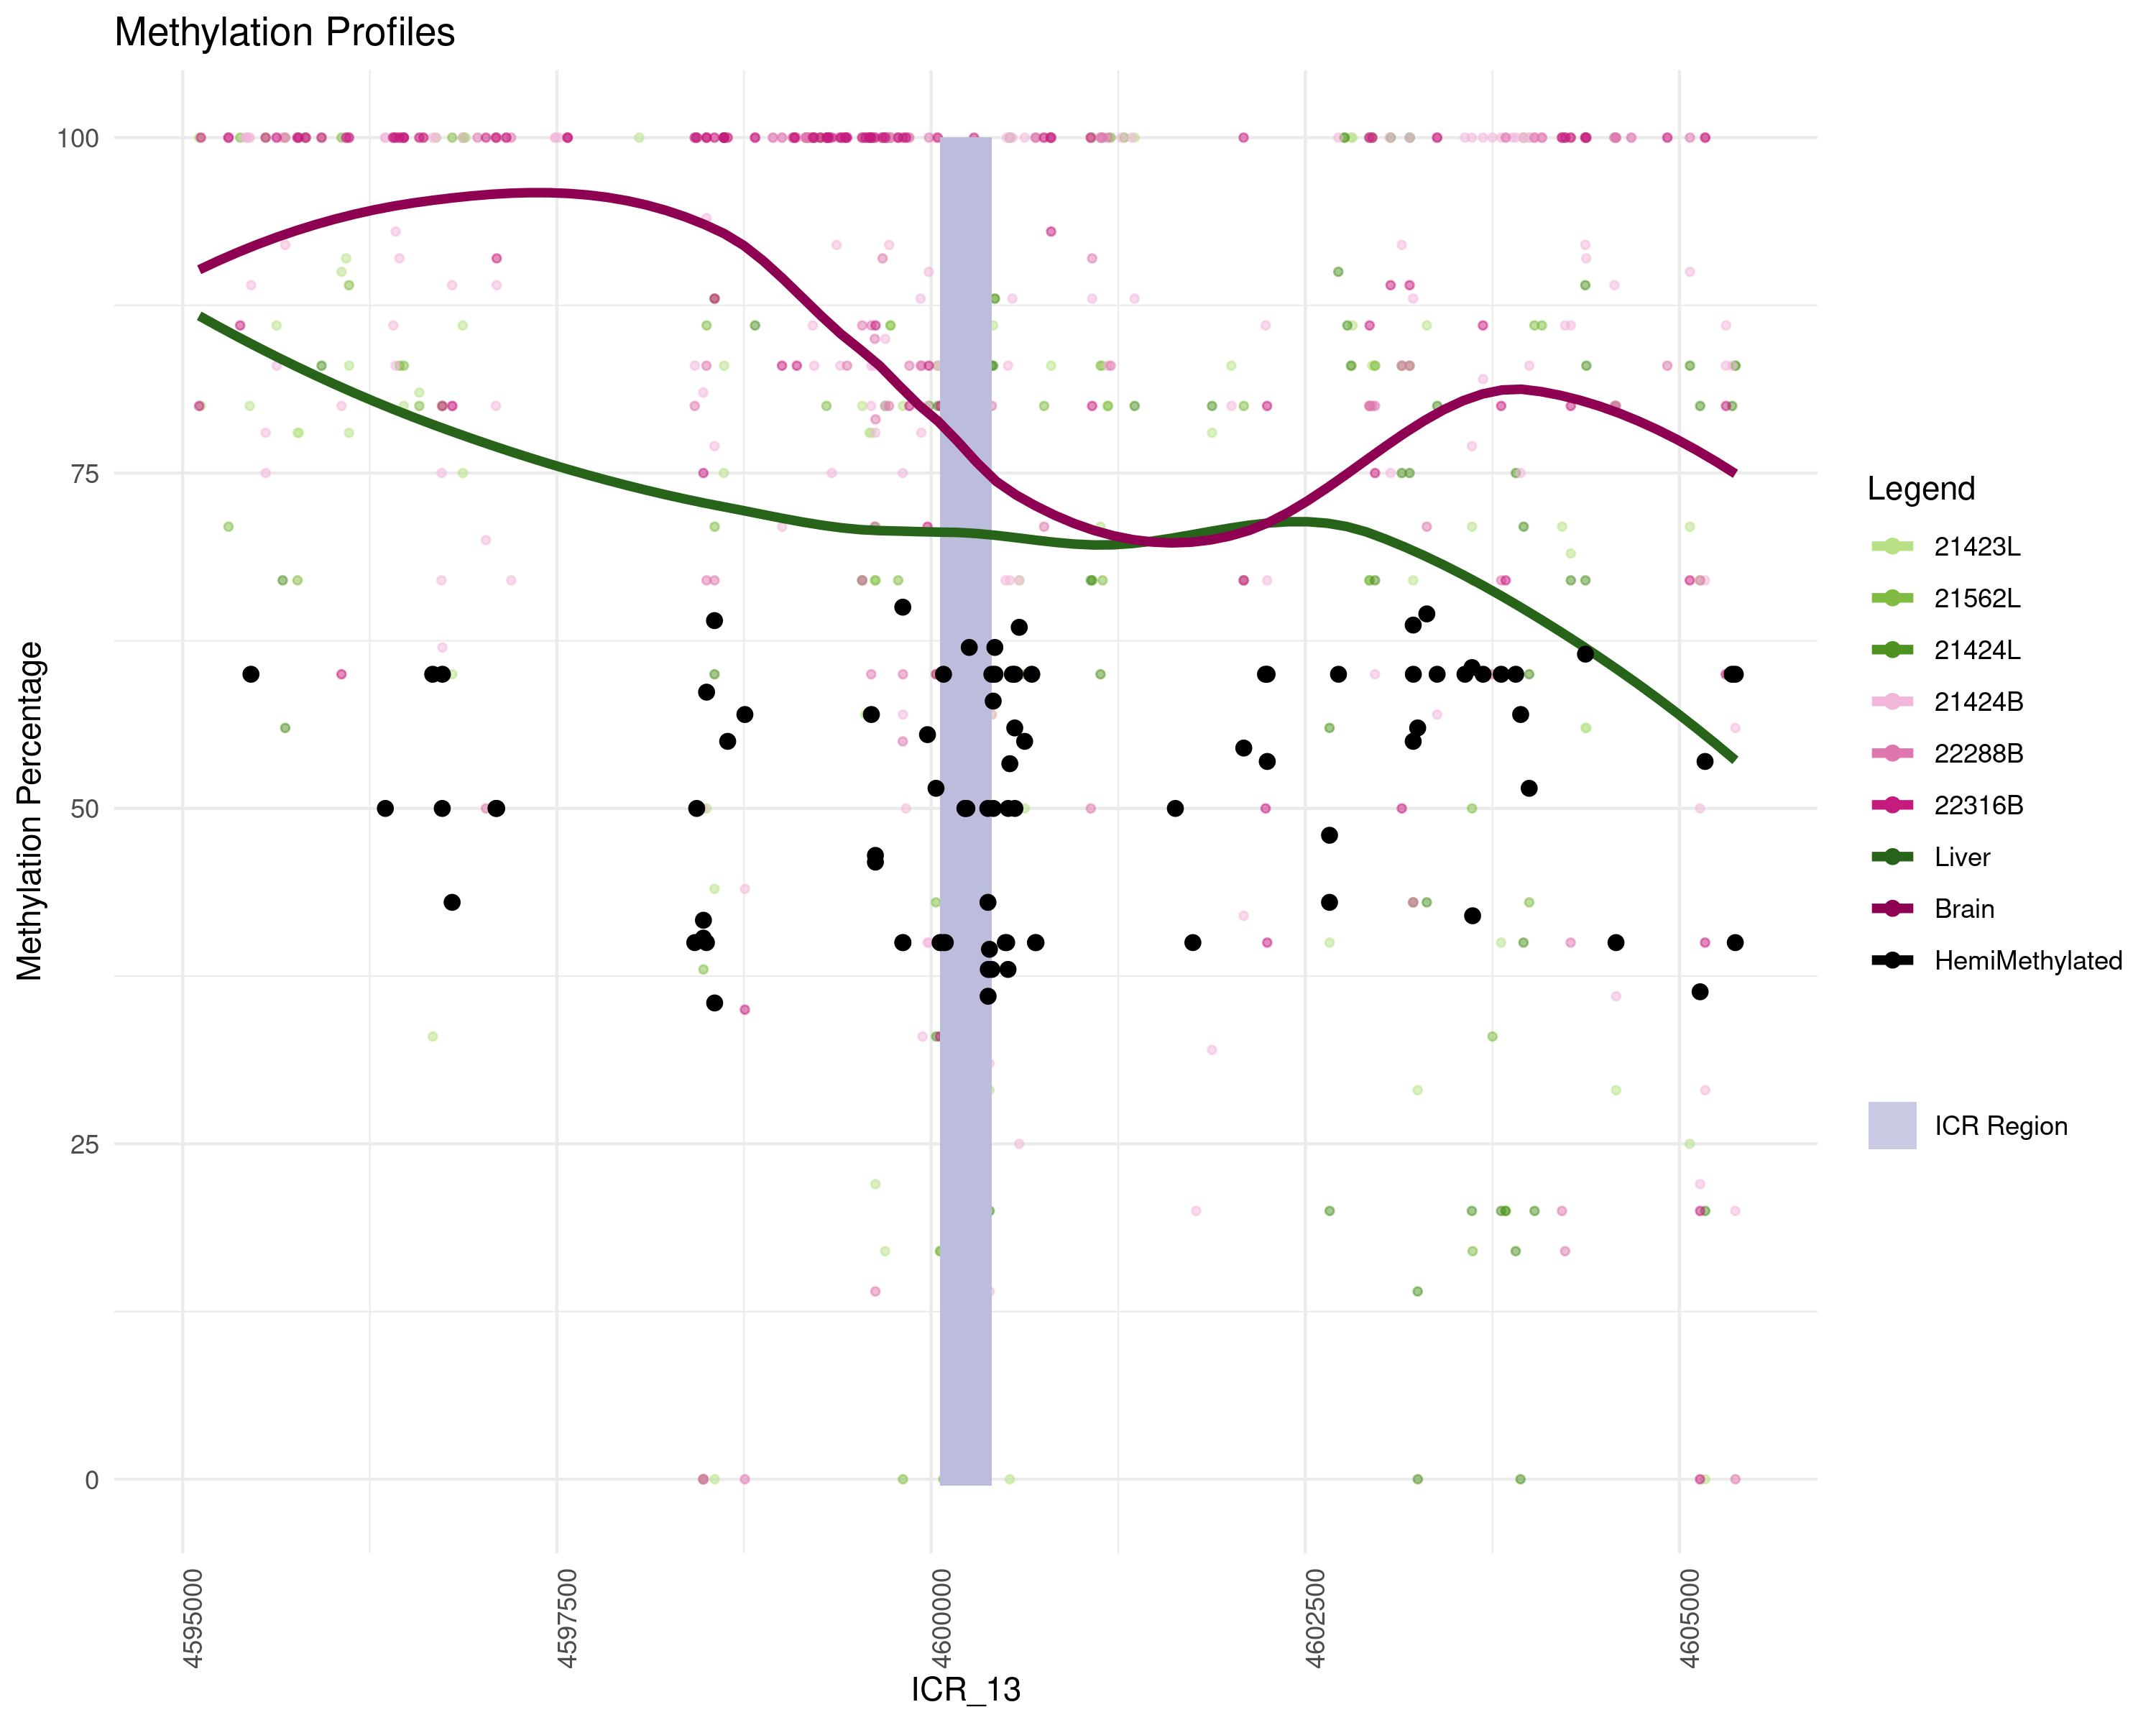 Methylation Profiles
Methylation Percentage
100
75
50
25
0
4595000
4597500
4600000
4602500
4605000
ICR_13
Legend
21423L
21562L
21424L
21424B
22288B
22316B
Liver
Brain
HemiMethylated
ICR Region